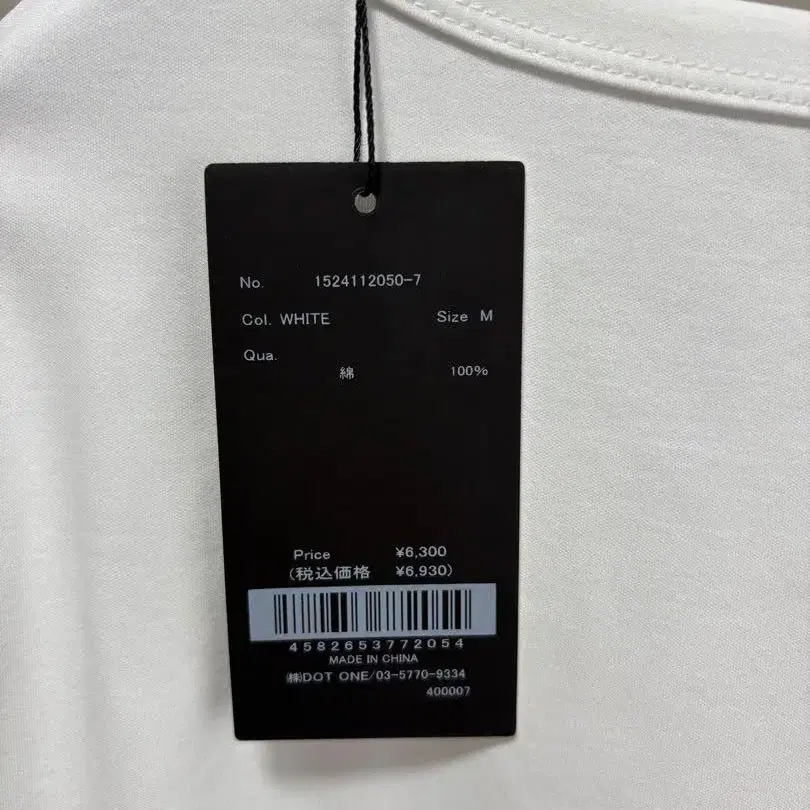 No. 1524112050-7
Col. WHITE Size M
Qua.
綿 100%
Price ¥6,300
(税込価格 ¥6,930)
4582653772054
MADE IN CHINA
㈱DOT ONE/03-5770-9334
400007